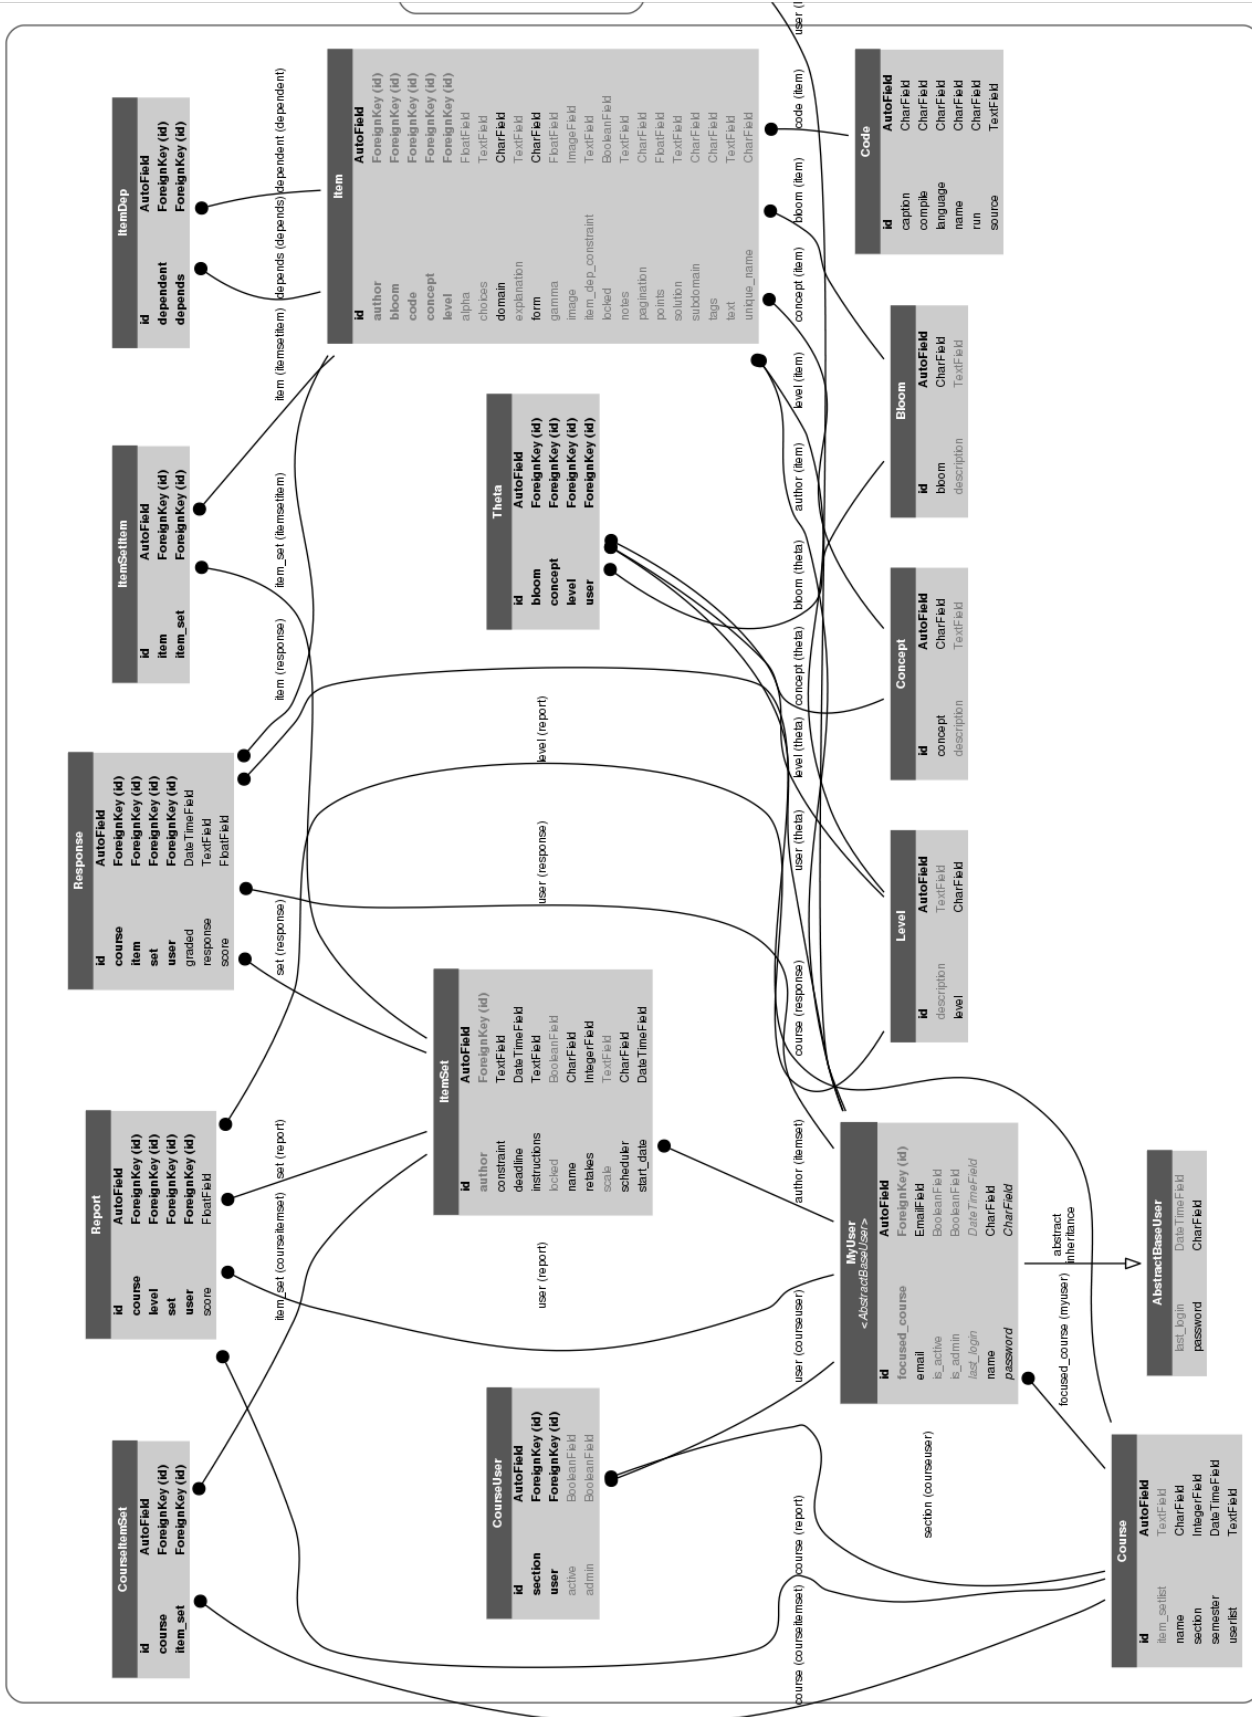 CourseItemSet
id AutoField
course ForeignKey (id)
item_set ForeignKey (id)
Report
id AutoField
course ForeignKey (id)
level ForeignKey (id)
set ForeignKey (id)
user ForeignKey (id)
score FloatField
Response
id AutoField
course ForeignKey (id)
item ForeignKey (id)
set ForeignKey (id)
user ForeignKey (id)
graded DateTimeField
response TextField
score FloatField
ItemSetItem
id AutoField
item ForeignKey (id)
item_set ForeignKey (id)
ItemDep
id AutoField
dependent ForeignKey (id)
depends ForeignKey (id)
item_set (courseitemset)
set (report)
set (response)
item (response)
item_set (itemsetitem)
item (itemsetitem)
depends (depends)
dependent (dependent)
CourseUser
id AutoField
section ForeignKey (id)
user ForeignKey (id)
active BooleanField
admin BooleanField
ItemSet
id AutoField
author ForeignKey (id)
constraint TextField
deadline DateTimeField
instructions TextField
locked BooleanField
name CharField
retakes IntegerField
scale TextField
scheduler CharField
start_date DateTimeField
Theta
id AutoField
bloom ForeignKey (id)
concept ForeignKey (id)
level ForeignKey (id)
user ForeignKey (id)
Item
id AutoField
author ForeignKey (id)
bloom ForeignKey (id)
code ForeignKey (id)
concept ForeignKey (id)
level ForeignKey (id)
alpha FloatField
choices TextField
domain CharField
explanation TextField
form CharField
gamma FloatField
image ImageField
item_dep_constraint TextField
locked BooleanField
notes TextField
pagination CharField
points FloatField
solution TextField
subdomain CharField
tags CharField
text TextField
unique_name CharField
user (report)
user (response)
level (report)
course (courseitemset)
course (report)
user (courseuser)
author (itemset)
course (response)
user (theta)
level (theta)
concept (theta)
bloom (theta)
author (item)
level (item)
concept (item)
bloom (item)
code (item)
user (
MyUser
<AbstractBaseUser>
id AutoField
focused_course ForeignKey (id)
email EmailField
is_active BooleanField
is_admin BooleanField
last_login DateTimeField
name CharField
password CharField
Level
id AutoField
description TextField
level CharField
Concept
id AutoField
concept CharField
description TextField
Bloom
id AutoField
bloom CharField
description TextField
Code
id AutoField
caption CharField
compile CharField
language CharField
name CharField
run CharField
source TextField
section (courseuser)
focused_course (myuser)
abstract
inheritance
Course
id AutoField
item_setlist TextField
name CharField
section IntegerField
semester DateTimeField
userlist TextField
AbstractBaseUser
last_login DateTimeField
password CharField